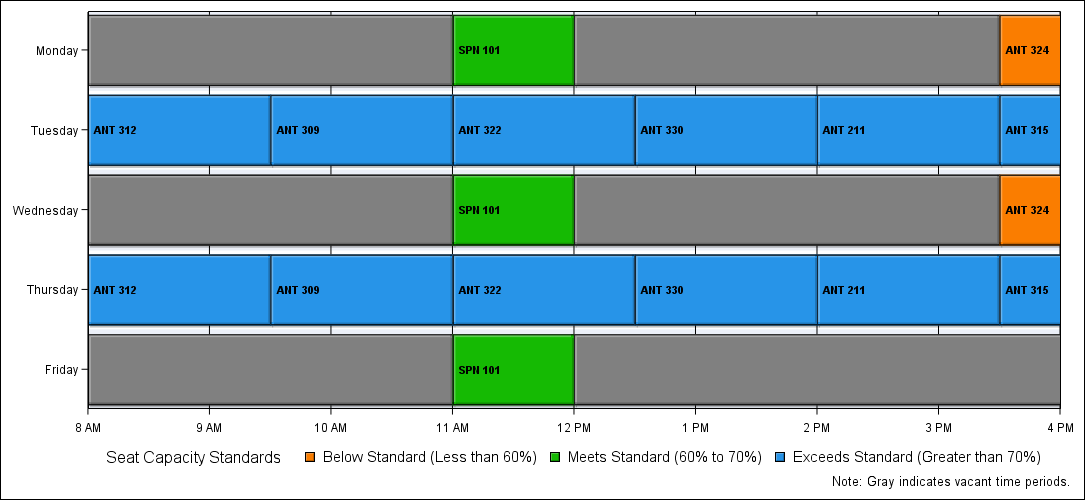 Monday SPN 101 ANT 324
Tuesday ANT 312 ANT 309 ANT 322 ANT 330 ANT 211 ANT 315
Wednesday SPN 101 ANT 324
Thursday ANT 312 ANT 309 ANT 322 ANT 330 ANT 211 ANT 315
Friday SPN 101
8 AM 9 AM 10 AM 11 AM 12 PM 1 PM 2 PM 3 PM 4 PM
Seat Capacity Standards Below Standard (Less than 60%) Meets Standard (60% to 70%) Exceeds Standard (Greater than 70%)
Note: Gray indicates vacant time periods.